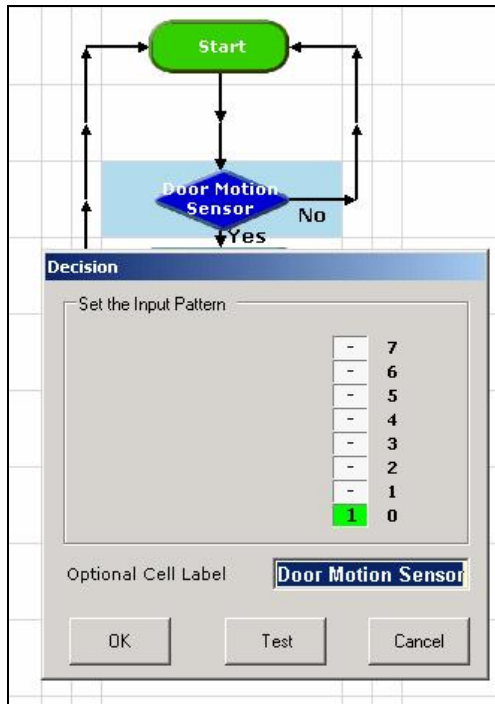 Start
Door Motion
Sensor
No
Yes
Decision
Set the Input Pattern
- 7
- 6
- 5
- 4
- 3
- 2
- 1
1 0
Optional Cell Label Door Motion Sensor
OK Test Cancel